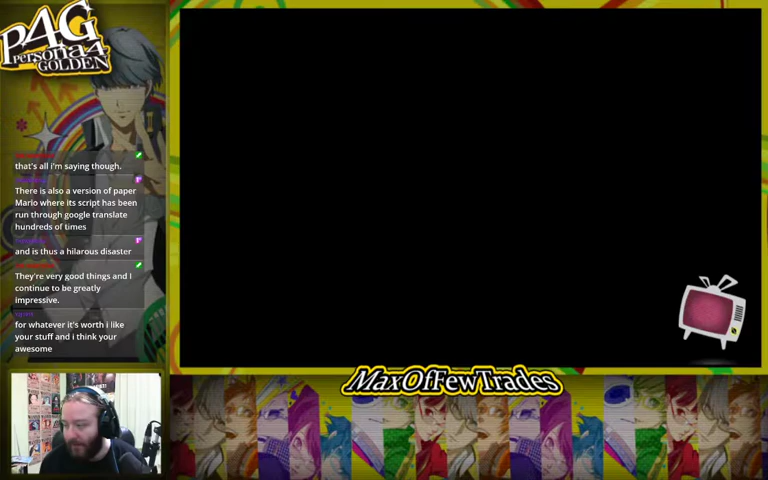 P4G
Persona4
GOLDEN
that's all i'm saying though.
There is also a version of paper
Mario where its script has been
run through google translate
hundreds of times
and is thus a hilarous disaster
They're very good things and I
continue to be greatly
impressive.
for whatever it's worth i like
your stuff and i think your
awesome
MaxOfFewTrades